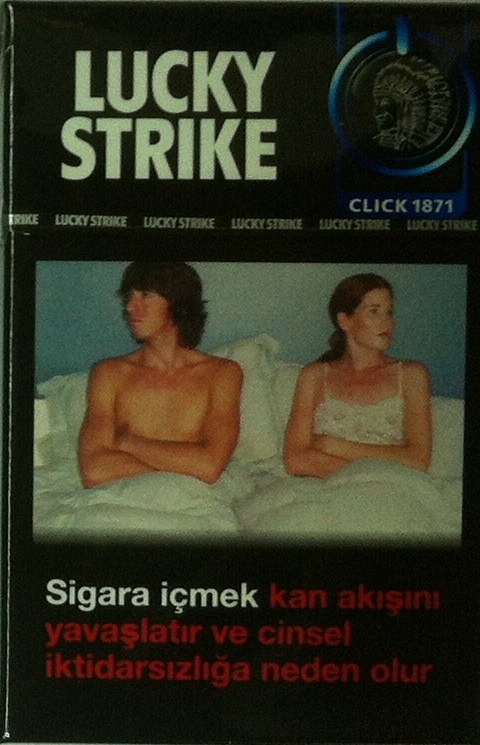 LUCKY
STRIKE
CLICK 1871
TRIKE LUCKY STRIKE LUCKY STRIKE LUCKY STRIKE LUCKY STRIKE LUCKY STRIKE
Sigara içmek kan akışını
yavaşlatır ve cinsel
iktidarsızlığa neden olur